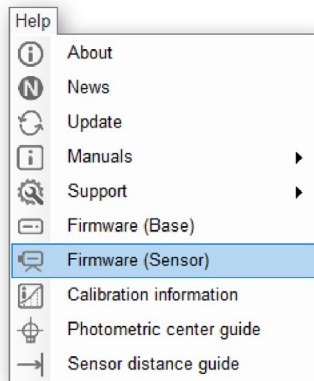 Help
About
News
Update
Manuals
Support
Firmware (Base)
Firmware (Sensor)
Calibration information
Photometric center guide
Sensor distance guide